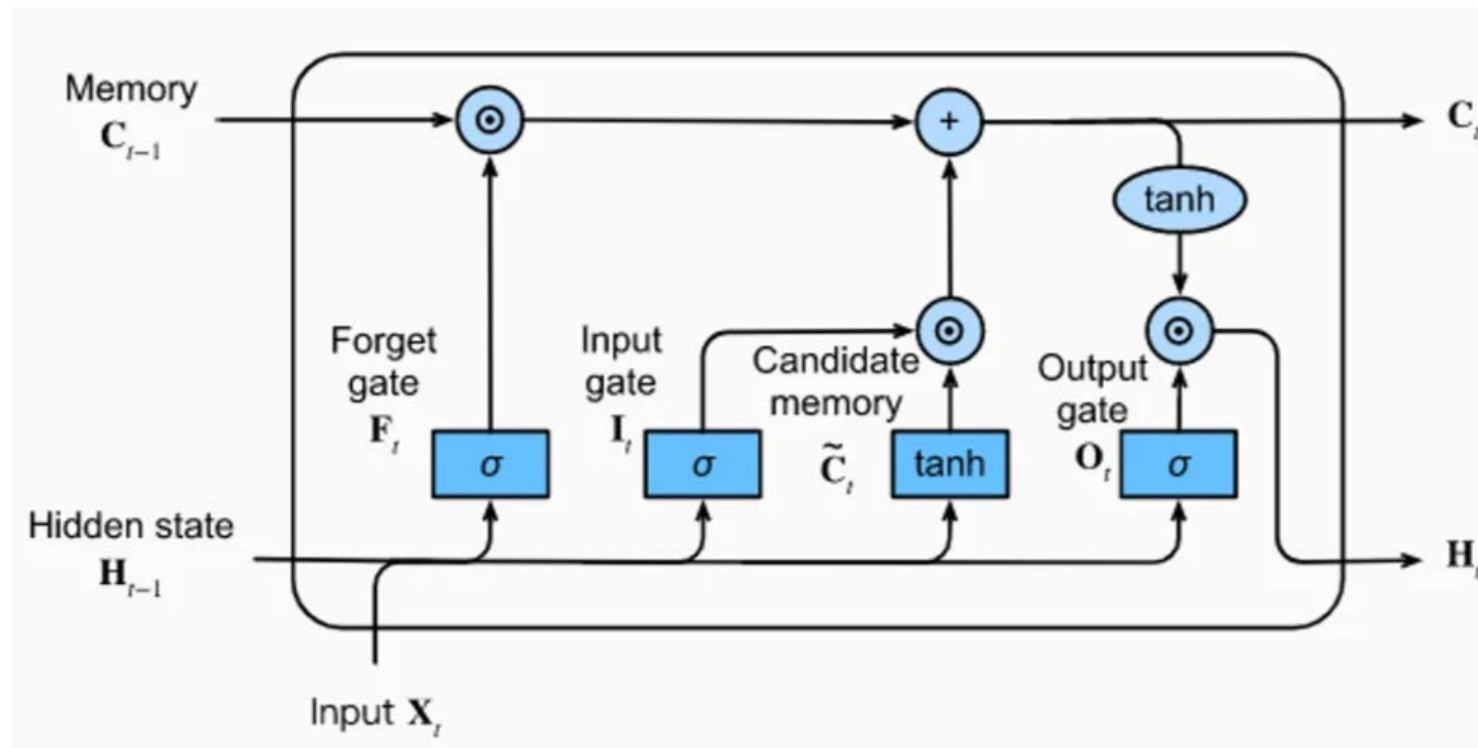 Memory
C_{t-1}
⊙
+
C_t
tanh
Forget
gate
F_t
Input
gate
I_t
Candidate
memory
C̃_t
⊙
Output
gate
O_t
⊙
σ
σ
tanh
σ
Hidden state
H_{t-1}
H_t
Input X_t